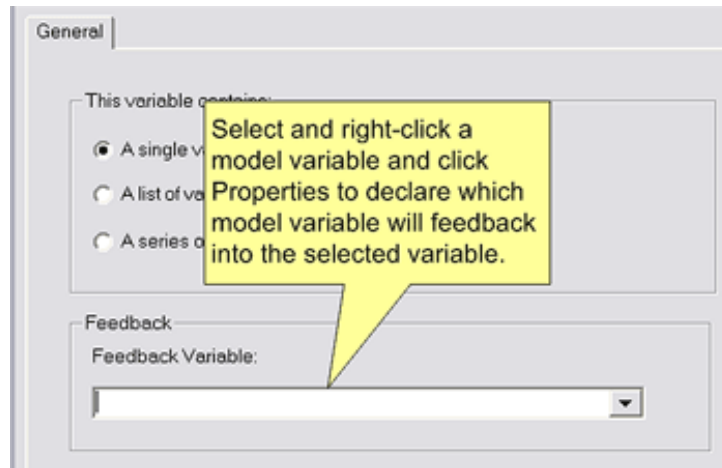 General
This variable contains:
A single v
A list of va
A series o
Select and right-click a
model variable and click
Properties to declare which
model variable will feedback
into the selected variable.
Feedback
Feedback Variable: